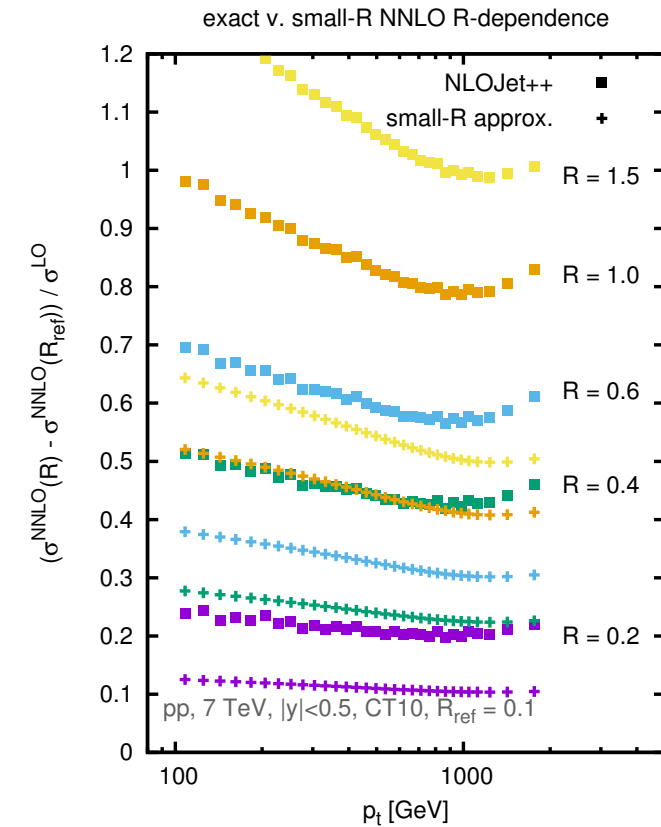 exact v. small-R NNLO R-dependence
(σ^NNLO(R) - σ^NNLO(R_ref)) / σ^LO
1.2
1.1
1
0.9
0.8
0.7
0.6
0.5
0.4
0.3
0.2
0.1
0
NLOJet++
small-R approx.
R = 1.5
R = 1.0
R = 0.6
R = 0.4
R = 0.2
pp, 7 TeV, |y|<0.5, CT10, R_ref = 0.1
100
1000
p_t [GeV]